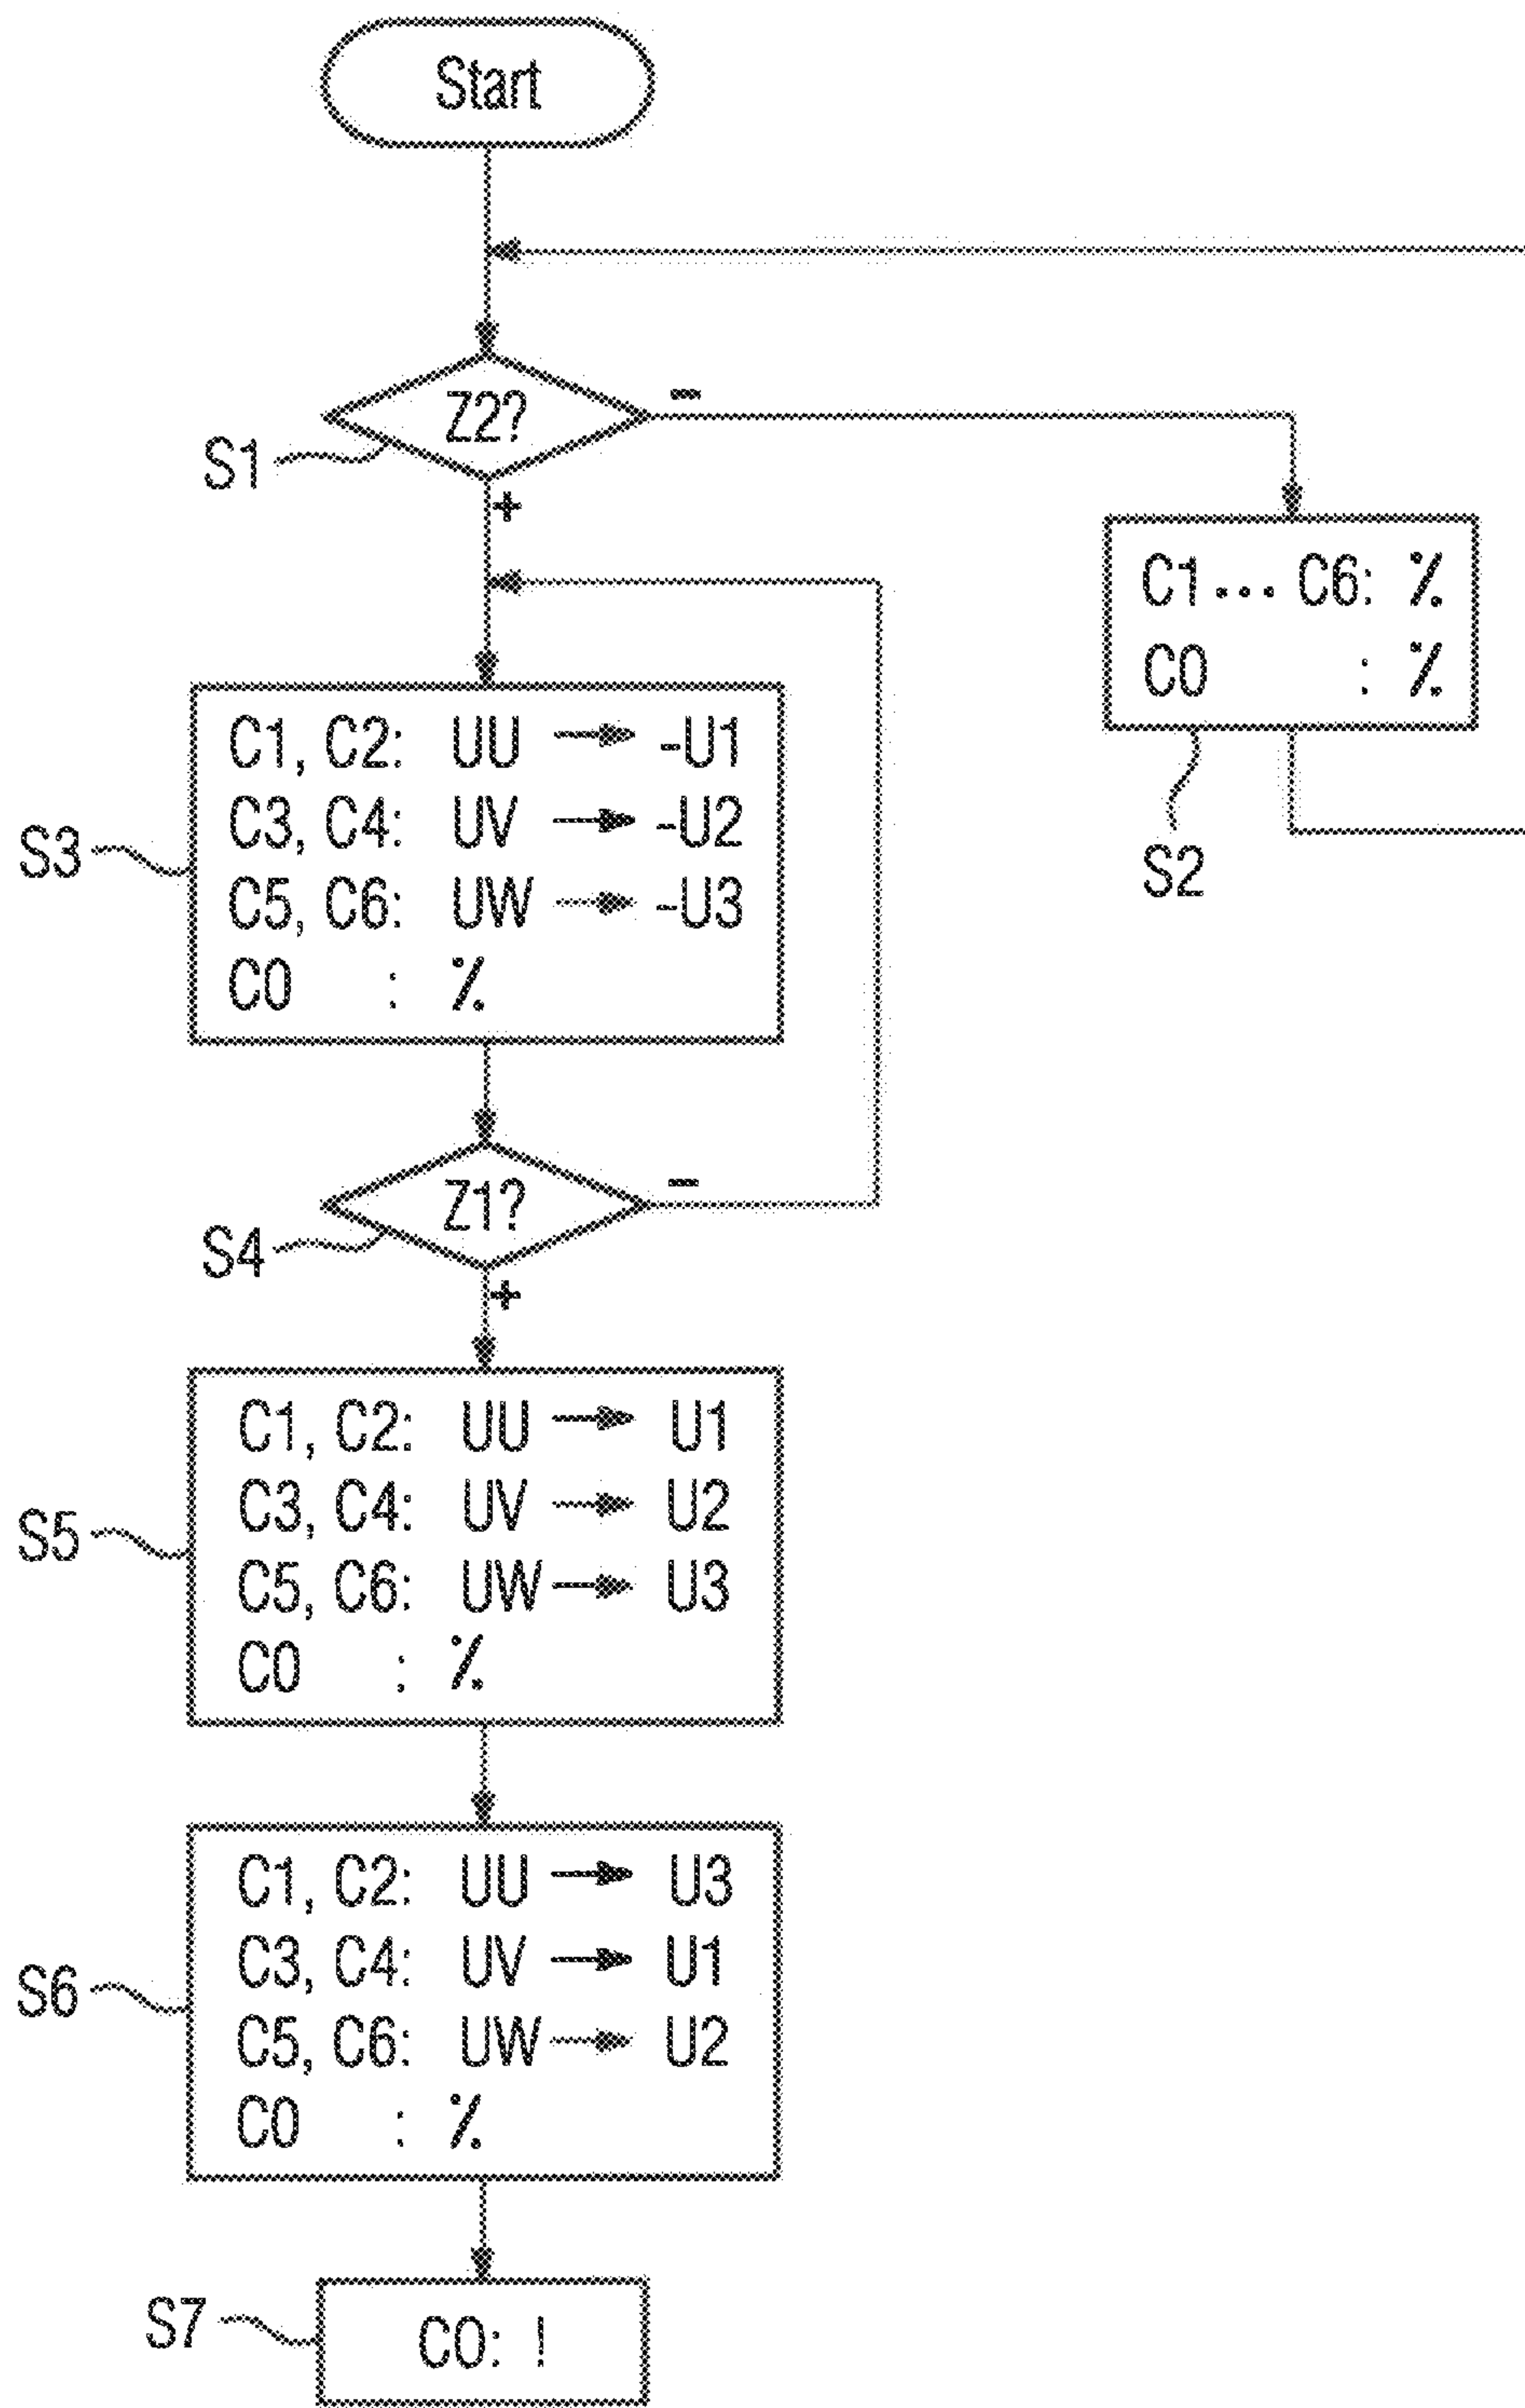 Start
Z2?
-
S1
+
C1... C6: %
C0 : %
S2
S3
C1, C2: UU → -U1
C3, C4: UV → -U2
C5, C6: UW → -U3
C0 : %
Z1?
-
S4
+
S5
C1, C2: UU → U1
C3, C4: UV → U2
C5, C6: UW → U3
C0 : %
S6
C1, C2: UU → U3
C3, C4: UV → U1
C5, C6: UW → U2
C0 : %
S7
C0: !